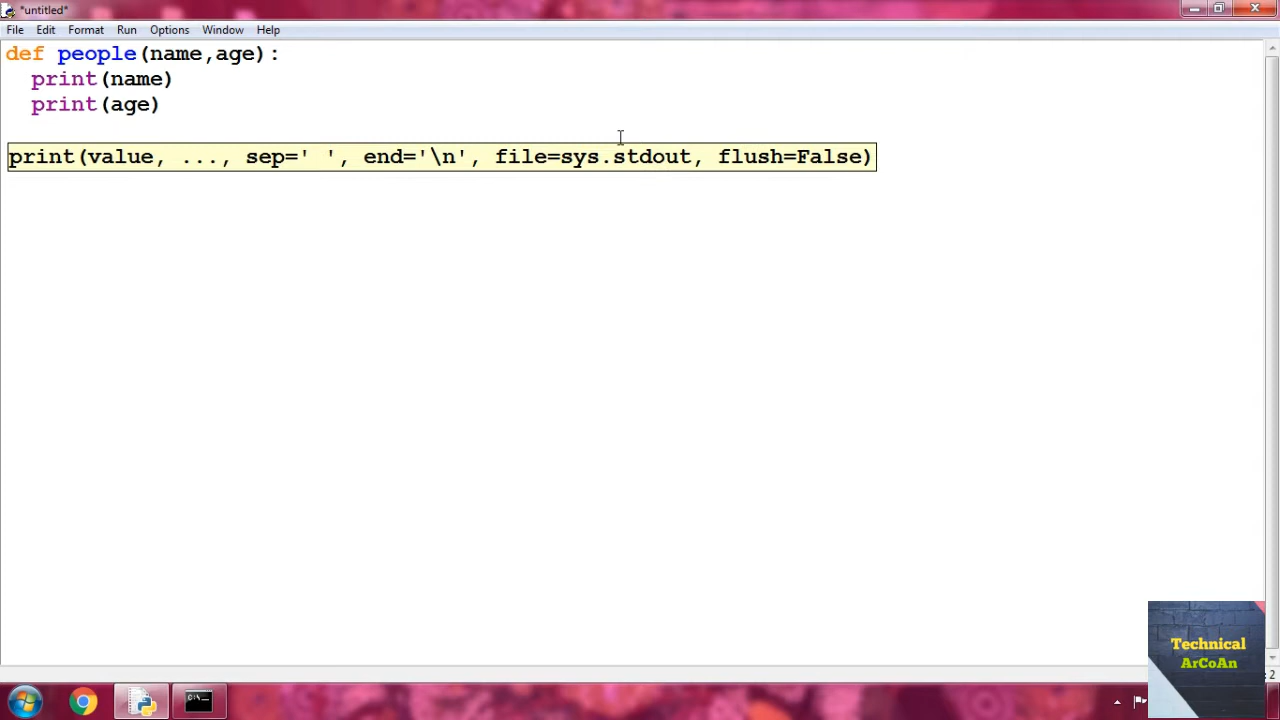 *untitled*
File Edit Format Run Options Window Help
def people(name,age):
  print(name)
  print(age)
print(value, ..., sep=' ', end='\n', file=sys.stdout, flush=False)
Technical
ArCoAn
: 2
C:\._